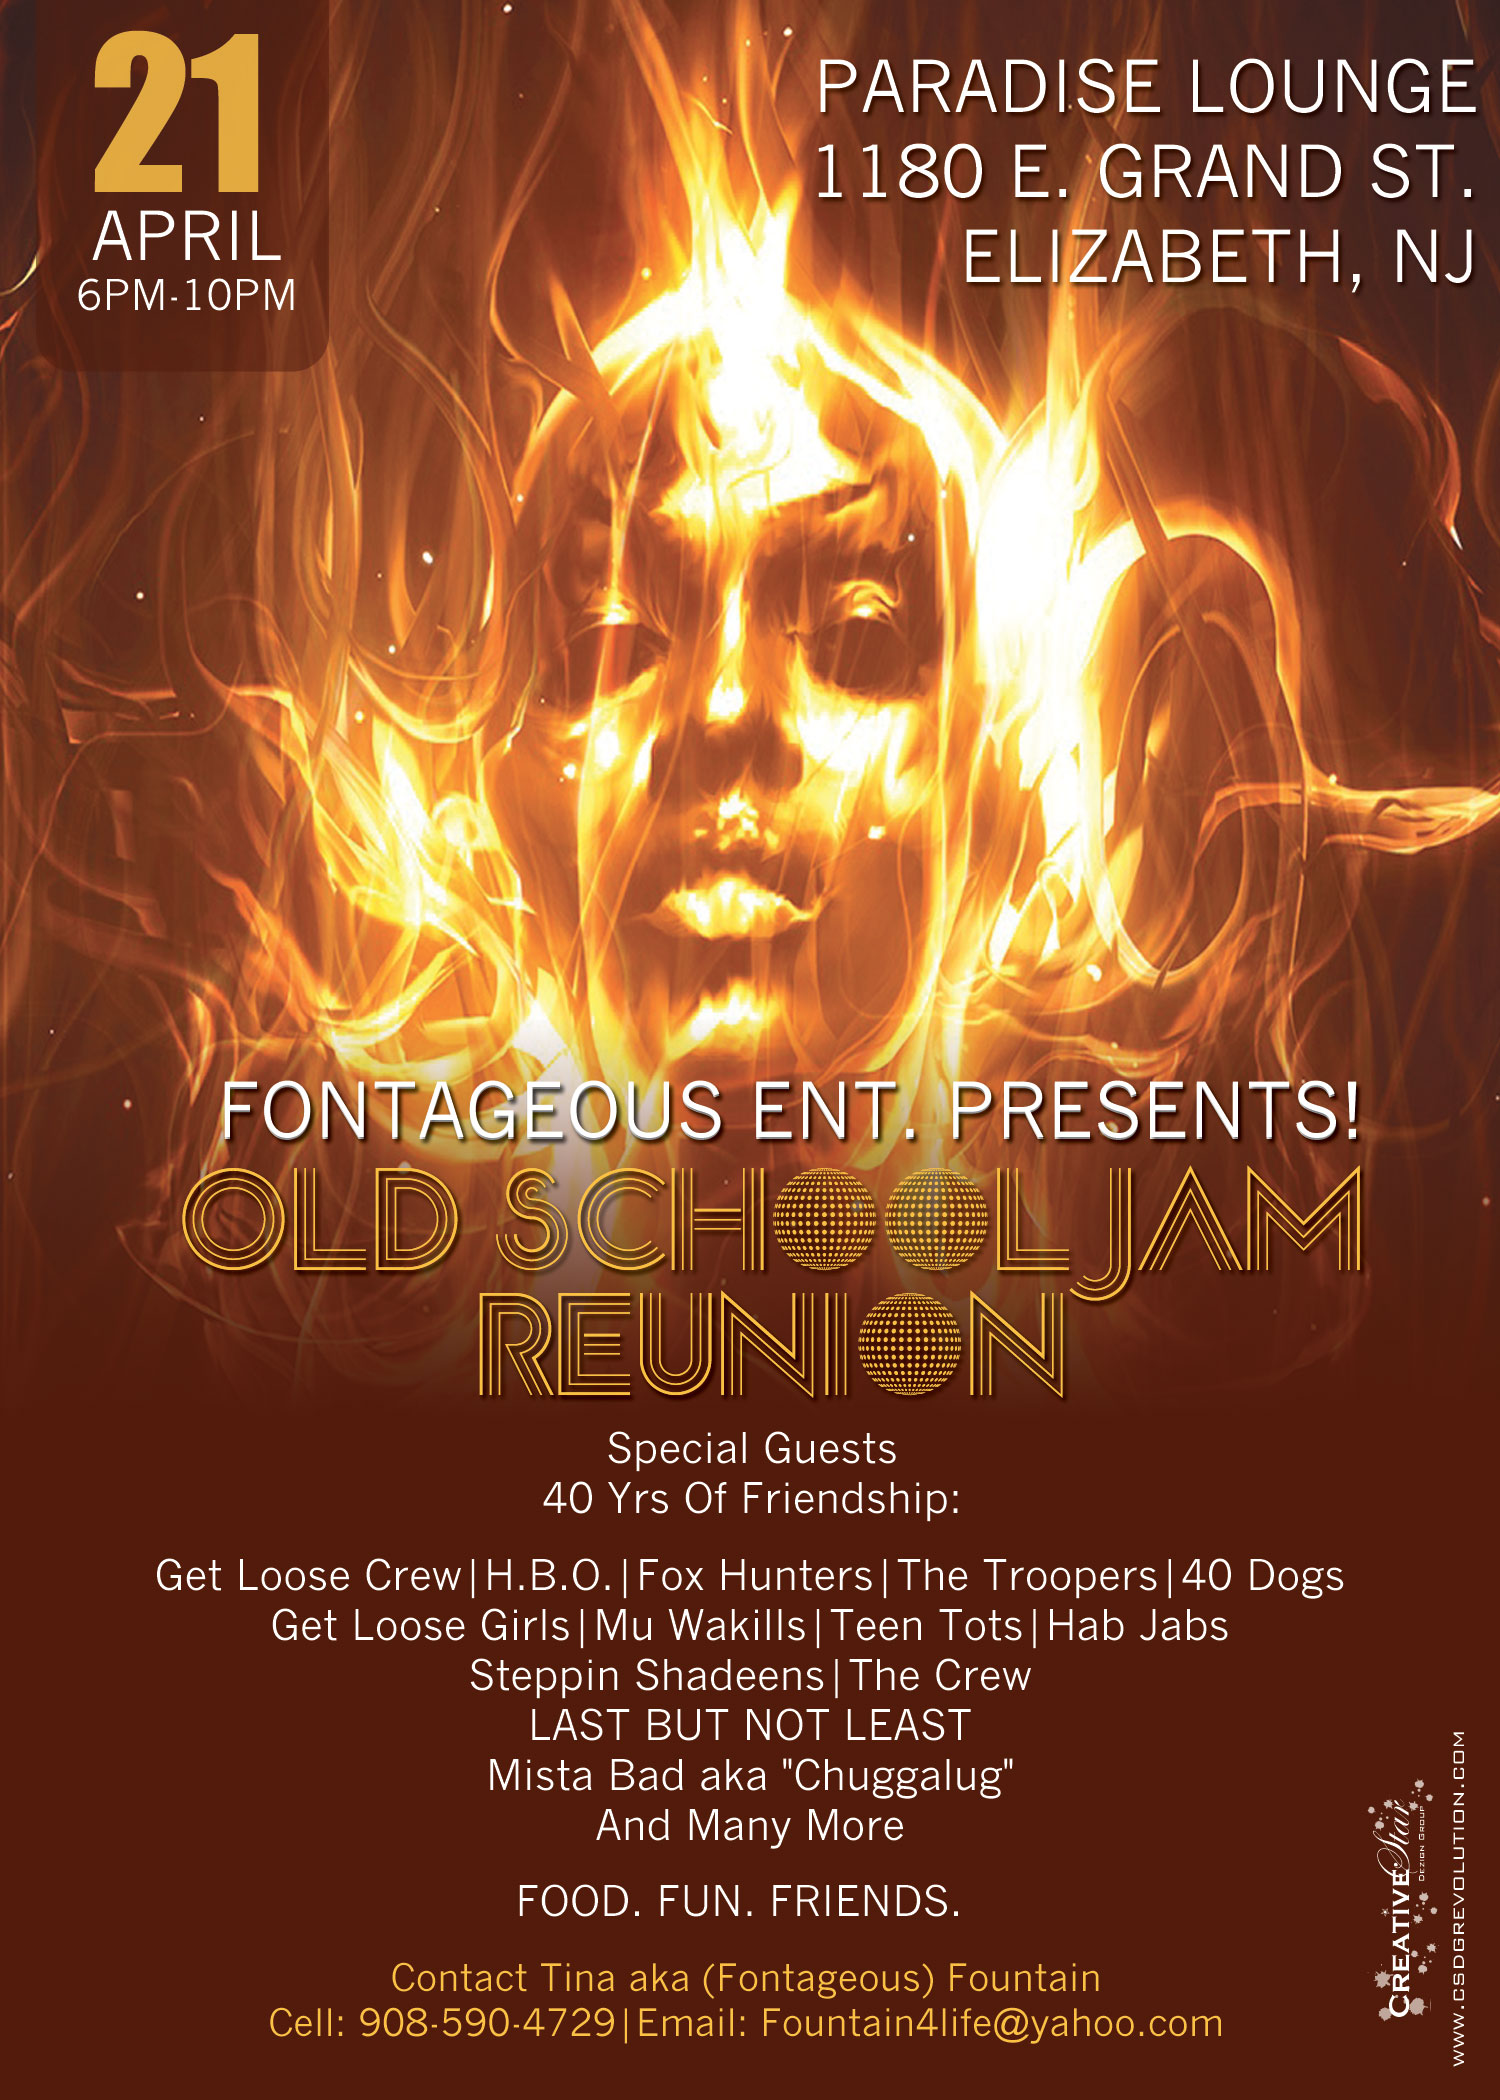 21
APRIL
6PM-10PM
PARADISE LOUNGE
1180 E. GRAND ST.
ELIZABETH, NJ
FONTAGEOUS ENT. PRESENTS!
OLD SCHOOL JAM
REUNION
Special Guests
40 Yrs Of Friendship:
Get Loose Crew|H.B.O.|Fox Hunters|The Troopers|40 Dogs
Get Loose Girls|Mu Wakills|Teen Tots|Hab Jabs
Steppin Shadeens|The Crew
LAST BUT NOT LEAST
Mista Bad aka "Chuggalug"
And Many More
FOOD. FUN. FRIENDS.
Contact Tina aka (Fontageous) Fountain
Cell: 908-590-4729|Email: Fountain4life@yahoo.com
CREATIVE Star
DEZIGN GROUP
WWW.CSDGREVOLUTION.COM